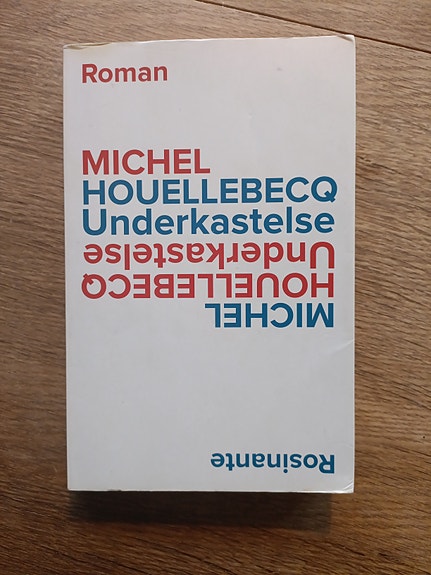 Roman
MICHEL
HOUELLEBECQ
Underkastelse
Underkastelse
HOUELLEBECQ
MICHEL
Rosinante